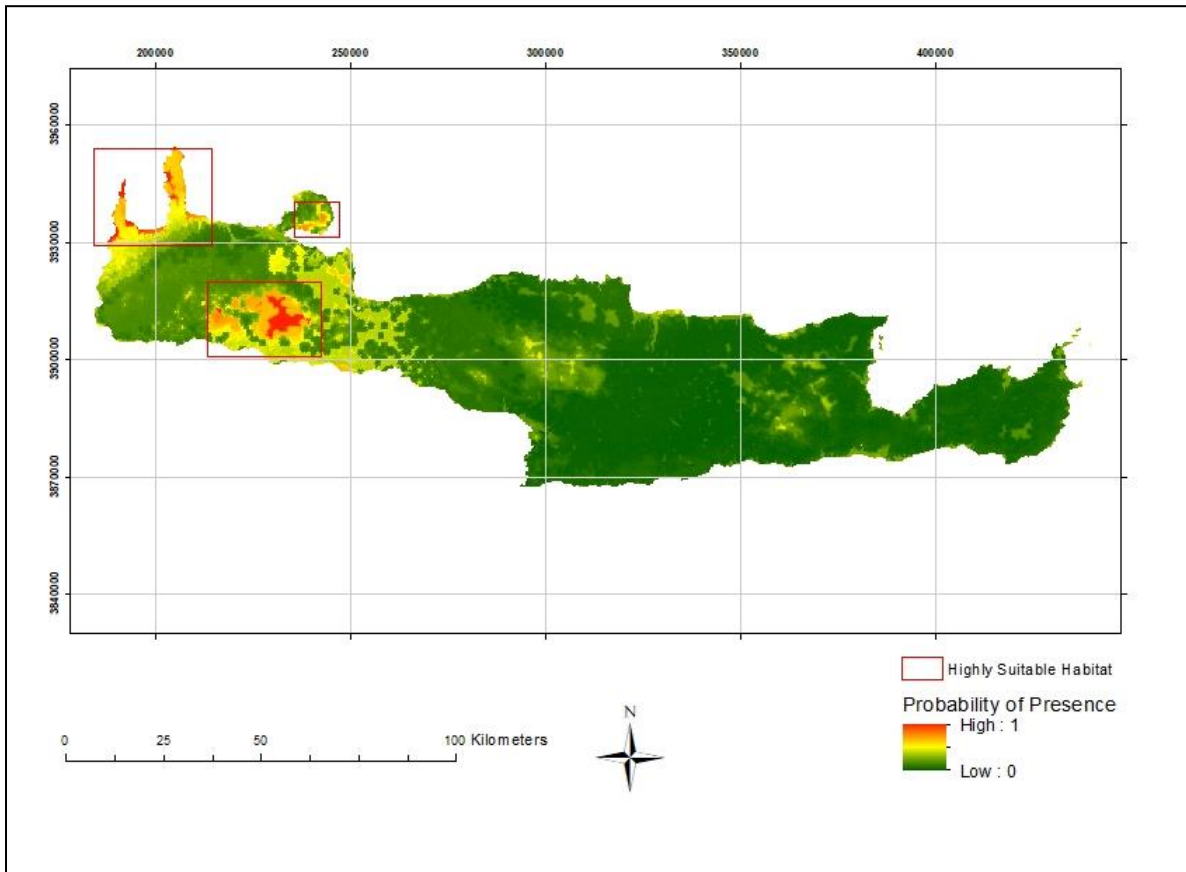 200000 250000 300000 350000 400000
3960000
3930000
3900000
3870000
3840000
Highly Suitable Habitat
Probability of Presence
High : 1
Low : 0
N
0 25 50 100 Kilometers